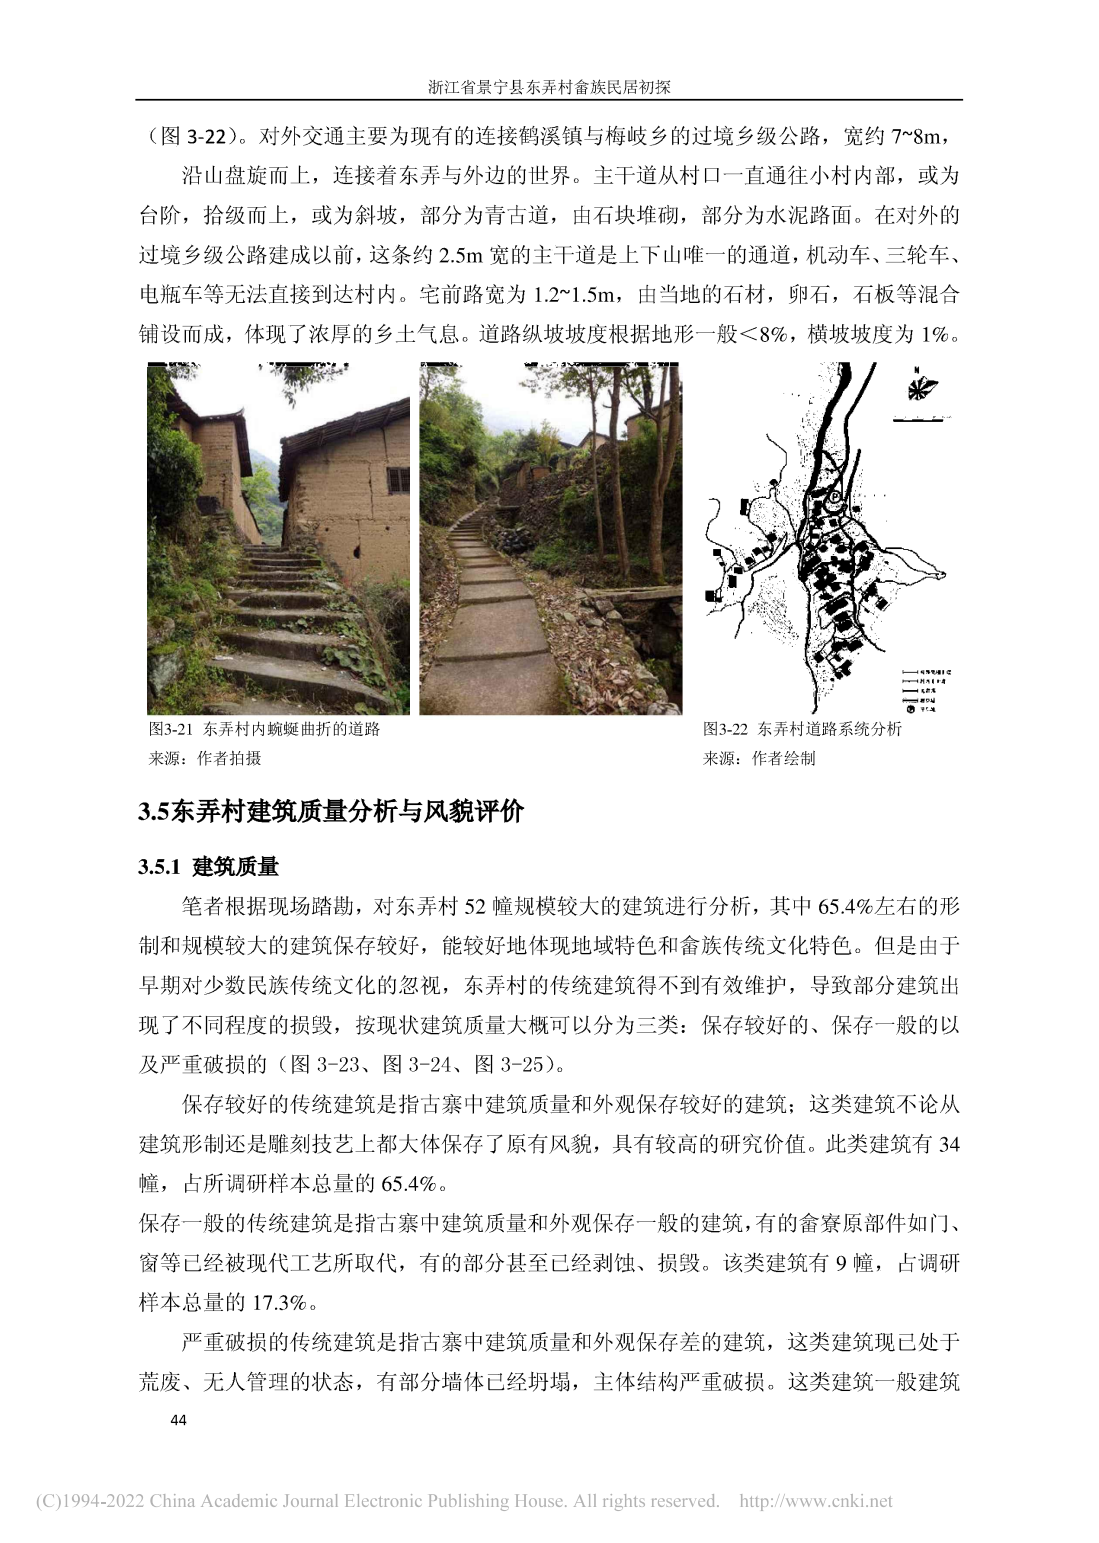 浙江省景宁县东弄村畲族民居初探
（图 3-22）。对外交通主要为现有的连接鹤溪镇与梅岐乡的过境乡级公路，宽约 7~8m，
沿山盘旋而上，连接着东弄与外边的世界。主干道从村口一直通往小村内部，或为
台阶，拾级而上，或为斜坡，部分为青古道，由石块堆砌，部分为水泥路面。在对外的
过境乡级公路建成以前，这条约 2.5m 宽的主干道是上下山唯一的通道，机动车、三轮车、
电瓶车等无法直接到达村内。宅前路宽为 1.2~1.5m，由当地的石材，卵石，石板等混合
铺设而成，体现了浓厚的乡土气息。道路纵坡坡度根据地形一般＜8%，横坡坡度为 1%。
N
P
图3-21 东弄村内蜿蜒曲折的道路
图3-22 东弄村道路系统分析
来源：作者拍摄
来源：作者绘制
3.5东弄村建筑质量分析与风貌评价
3.5.1 建筑质量
笔者根据现场踏勘，对东弄村 52 幢规模较大的建筑进行分析，其中 65.4%左右的形
制和规模较大的建筑保存较好，能较好地体现地域特色和畲族传统文化特色。但是由于
早期对少数民族传统文化的忽视，东弄村的传统建筑得不到有效维护，导致部分建筑出
现了不同程度的损毁，按现状建筑质量大概可以分为三类：保存较好的、保存一般的以
及严重破损的（图 3-23、图 3-24、图 3-25）。
保存较好的传统建筑是指古寨中建筑质量和外观保存较好的建筑；这类建筑不论从
建筑形制还是雕刻技艺上都大体保存了原有风貌，具有较高的研究价值。此类建筑有 34
幢，占所调研样本总量的 65.4%。
保存一般的传统建筑是指古寨中建筑质量和外观保存一般的建筑，有的畲寮原部件如门、
窗等已经被现代工艺所取代，有的部分甚至已经剥蚀、损毁。该类建筑有 9 幢，占调研
样本总量的 17.3%。
严重破损的传统建筑是指古寨中建筑质量和外观保存差的建筑，这类建筑现已处于
荒废、无人管理的状态，有部分墙体已经坍塌，主体结构严重破损。这类建筑一般建筑
44
(C)1994-2022 China Academic Journal Electronic Publishing House. All rights reserved. http://www.cnki.net